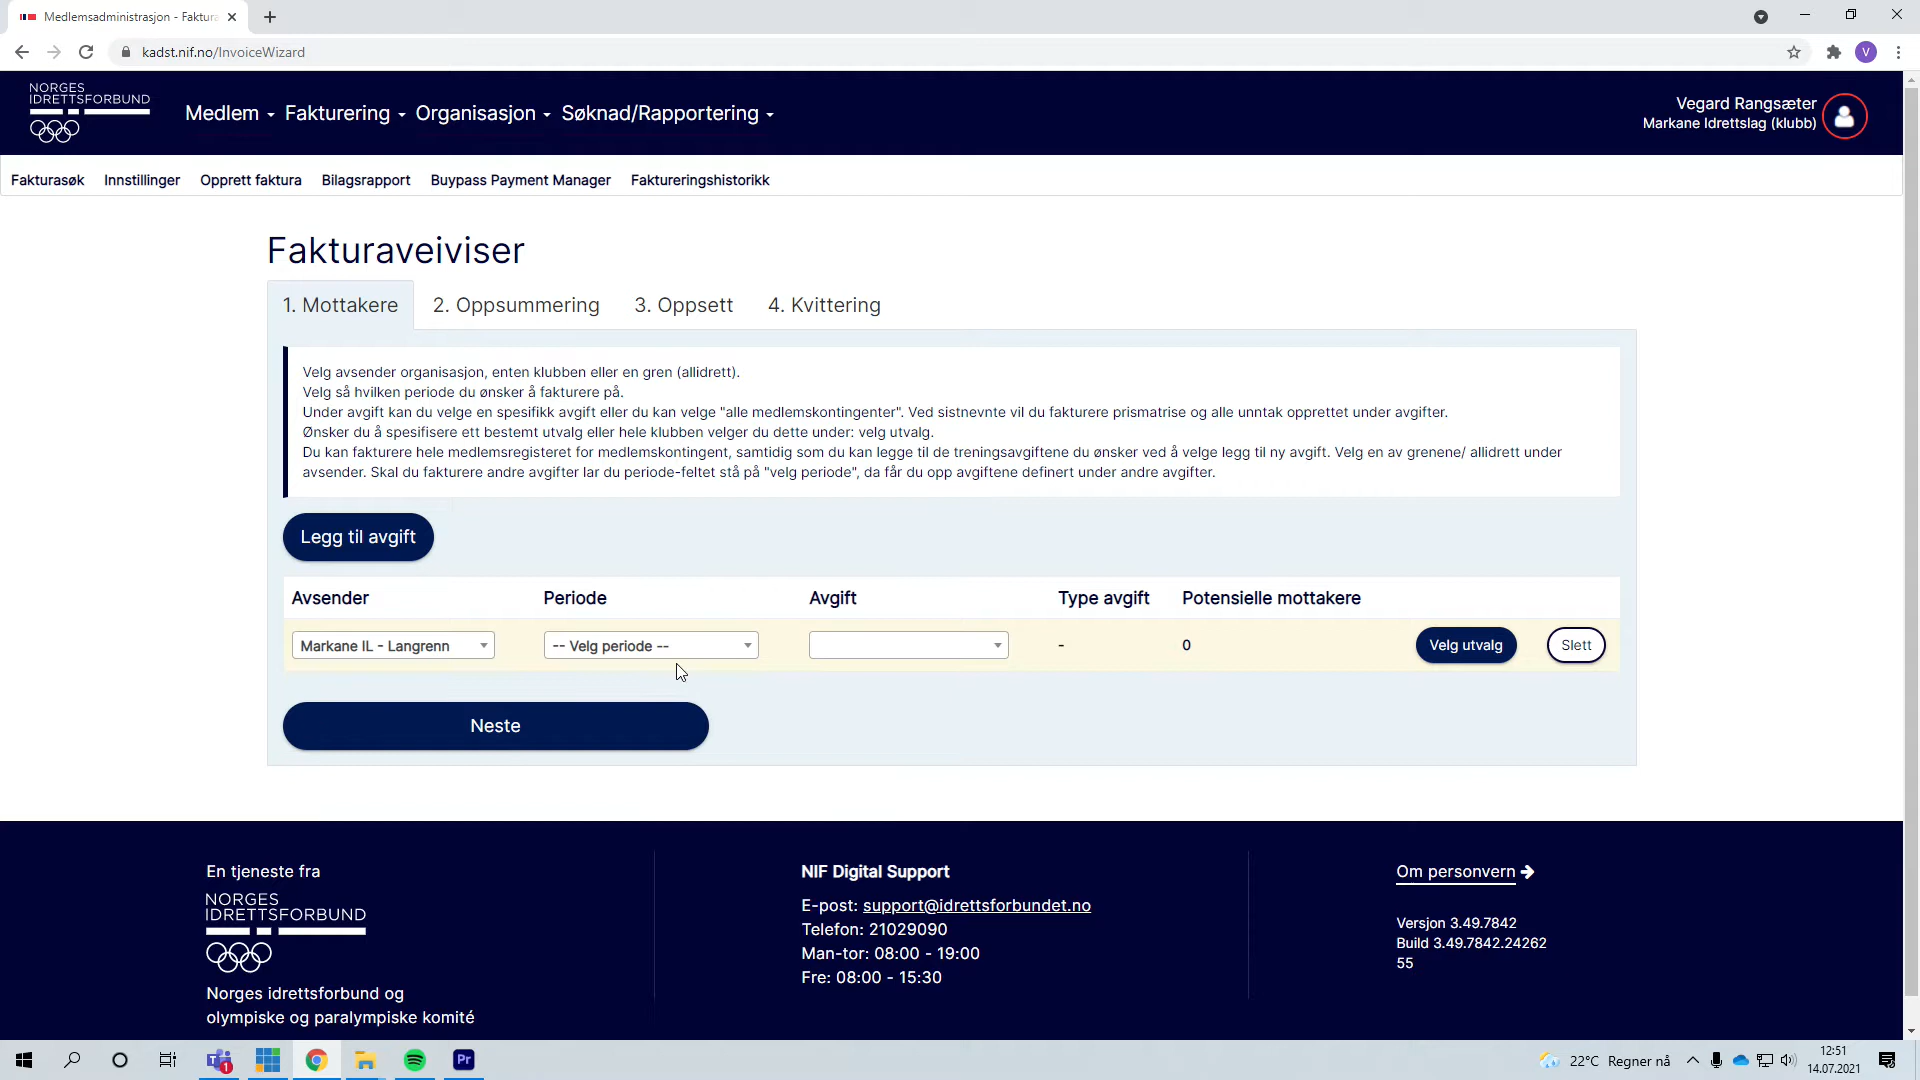 Medlemsadministrasjon - Faktura
kadst.nif.no/InvoiceWizard
V
NORGES
IDRETTSFORBUND
Medlem
Fakturering
Organisasjon
Søknad/Rapportering
Vegard Rangsæter
Markane Idrettslag (klubb)
Fakturasøk
Innstillinger
Opprett faktura
Bilagsrapport
Buypass Payment Manager
Faktureringshistorikk
Fakturaveiviser
1. Mottakere
2. Oppsummering
3. Oppsett
4. Kvittering
Velg avsender organisasjon, enten klubben eller en gren (allidrett).
Velg så hvilken periode du ønsker å fakturere på.
Under avgift kan du velge en spesifikk avgift eller du kan velge "alle medlemskontingenter". Ved sistnevnte vil du fakturere prismatrise og alle unntak opprettet under avgifter.
Ønsker du å spesifisere ett bestemt utvalg eller hele klubben velger du dette under: velg utvalg.
Du kan fakturere hele medlemsregisteret for medlemskontingent, samtidig som du kan legge til de treningsavgiftene du ønsker ved å velge legg til ny avgift. Velg en av grenene/ allidrett under
avsender. Skal du fakturere andre avgifter lar du periode-feltet stå på "velg periode", da får du opp avgiftene definert under andre avgifter.
Legg til avgift
Avsender
Periode
Avgift
Type avgift
Potensielle mottakere
Markane IL - Langrenn
-- Velg periode --
-
0
Velg utvalg
Slett
Neste
En tjeneste fra
NORGES
IDRETTSFORBUND
Norges idrettsforbund og
olympiske og paralympiske komité
NIF Digital Support
E-post: support@idrettsforbundet.no
Telefon: 21029090
Man-tor: 08:00 - 19:00
Fre: 08:00 - 15:30
Om personvern
Versjon 3.49.7842
Build 3.49.7842.24262
55
1
Pr
22°C Regner nå
12:51
14.07.2021